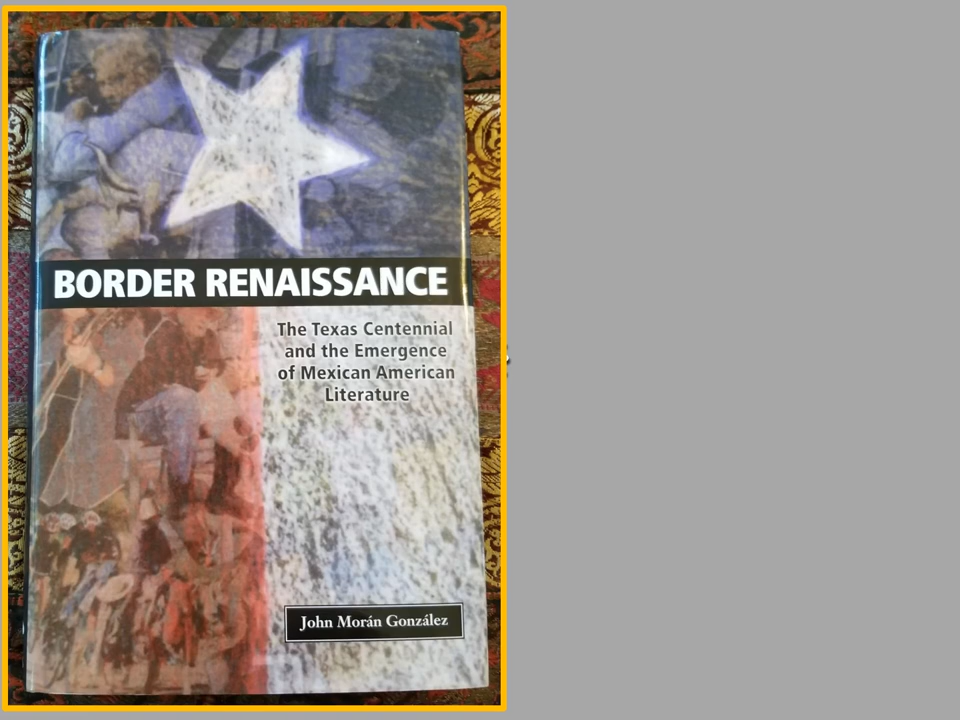 BORDER RENAISSANCE
The Texas Centennial
and the Emergence
of Mexican American
Literature
John Morán González